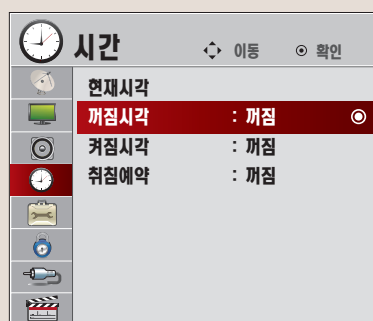 시간 이동 확인
현재시각
꺼짐시각 : 꺼짐
켜짐시각 : 꺼짐
취침예약 : 꺼짐